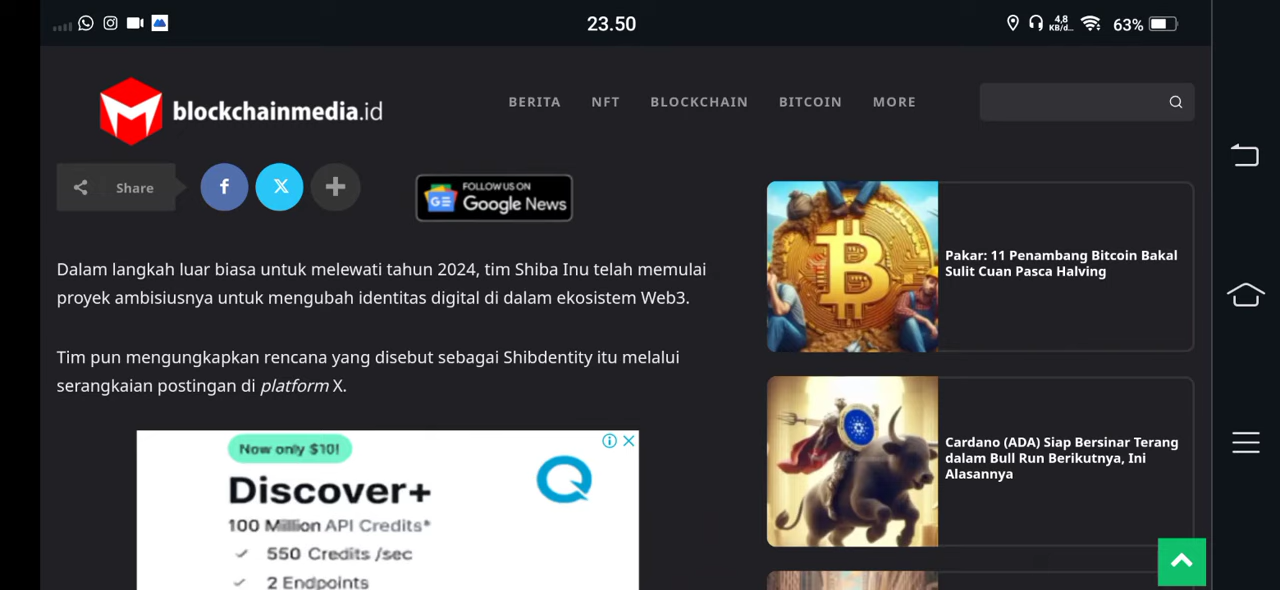 23.50
4,8
KB/d...
63%
blockchainmedia.id
BERITA
NFT
BLOCKCHAIN
BITCOIN
MORE
Share
FOLLOW US ON
Google News
Dalam langkah luar biasa untuk melewati tahun 2024, tim Shiba Inu telah memulai
proyek ambisiusnya untuk mengubah identitas digital di dalam ekosistem Web3.
Tim pun mengungkapkan rencana yang disebut sebagai Shibdentity itu melalui
serangkaian postingan di platform X.
Now only $10!
Discover+
100 Million API Credits*
550 Credits /sec
2 Endpoints
Pakar: 11 Penambang Bitcoin Bakal
Sulit Cuan Pasca Halving
Cardano (ADA) Siap Bersinar Terang
dalam Bull Run Berikutnya, Ini
Alasannya